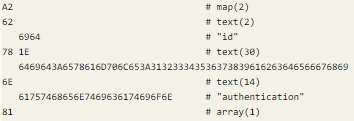 A2 # map(2)
62 # text(2)
6964 # "id"
78 1E # text(30)
6469643A6578616D706C653A313233343536373839616263646566676869
6E # text(14)
61757468656E7469636174696F6E # "authentication"
81 # array(1)